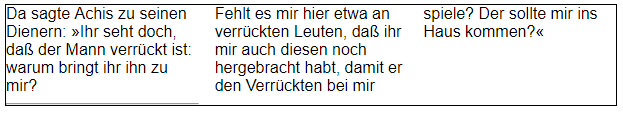 Da sagte Achis zu seinen
Dienern: »Ihr seht doch,
daß der Mann verrückt ist:
warum bringt ihr ihn zu
mir?
Fehlt es mir hier etwa an
verrückten Leuten, daß ihr
mir auch diesen noch
hergebracht habt, damit er
den Verrückten bei mir
spiele? Der sollte mir ins
Haus kommen?«